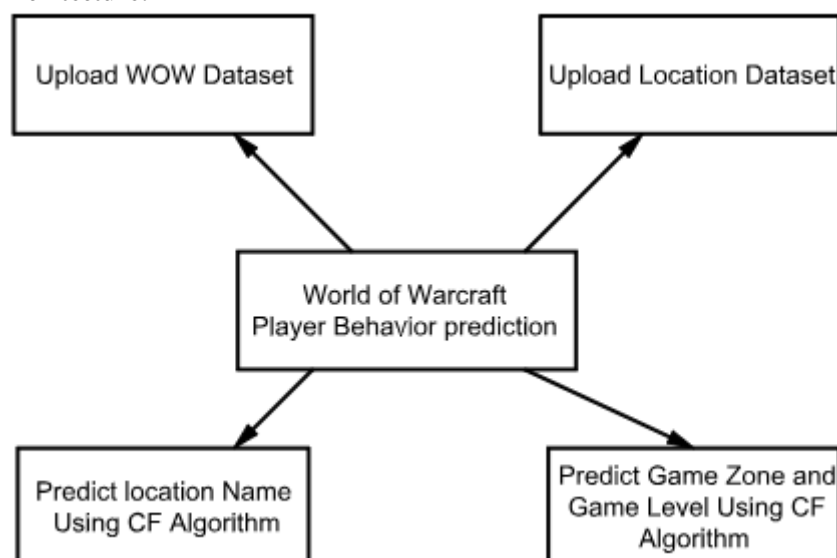 Upload WOW Dataset
Upload Location Dataset
World of Warcraft
Player Behavior prediction
Predict location Name
Using CF Algorithm
Predict Game Zone and
Game Level Using CF
Algorithm